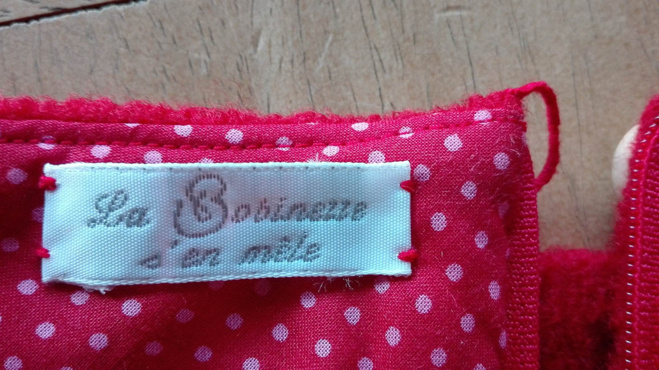 La Bobinette
s'en mêle